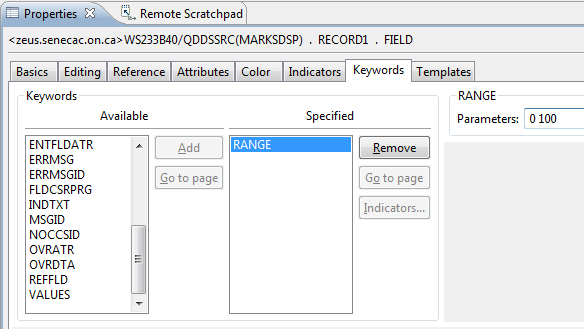 Properties Remote Scratchpad
<zeus.senecac.on.ca>WS233B40/QDDSSRC(MARKSDSP) . RECORD1 . FIELD
Basics Editing Reference Attributes Color Indicators Keywords Templates
Keywords RANGE
Available Specified Parameters: 0 100
ENTFLDATR Add RANGE Remove
ERRMSG
ERRMSGID Go to page Go to page
FLDCSRPRG
INDTXT Indicators...
MSGID
NOCCSID
OVRATR
OVRDTA
REFFLD
VALUES